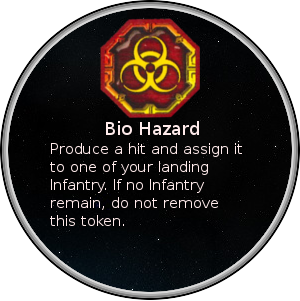 Bio Hazard
Produce a hit and assign it
to one of your landing
Infantry. If no Infantry
remain, do not remove
this token.